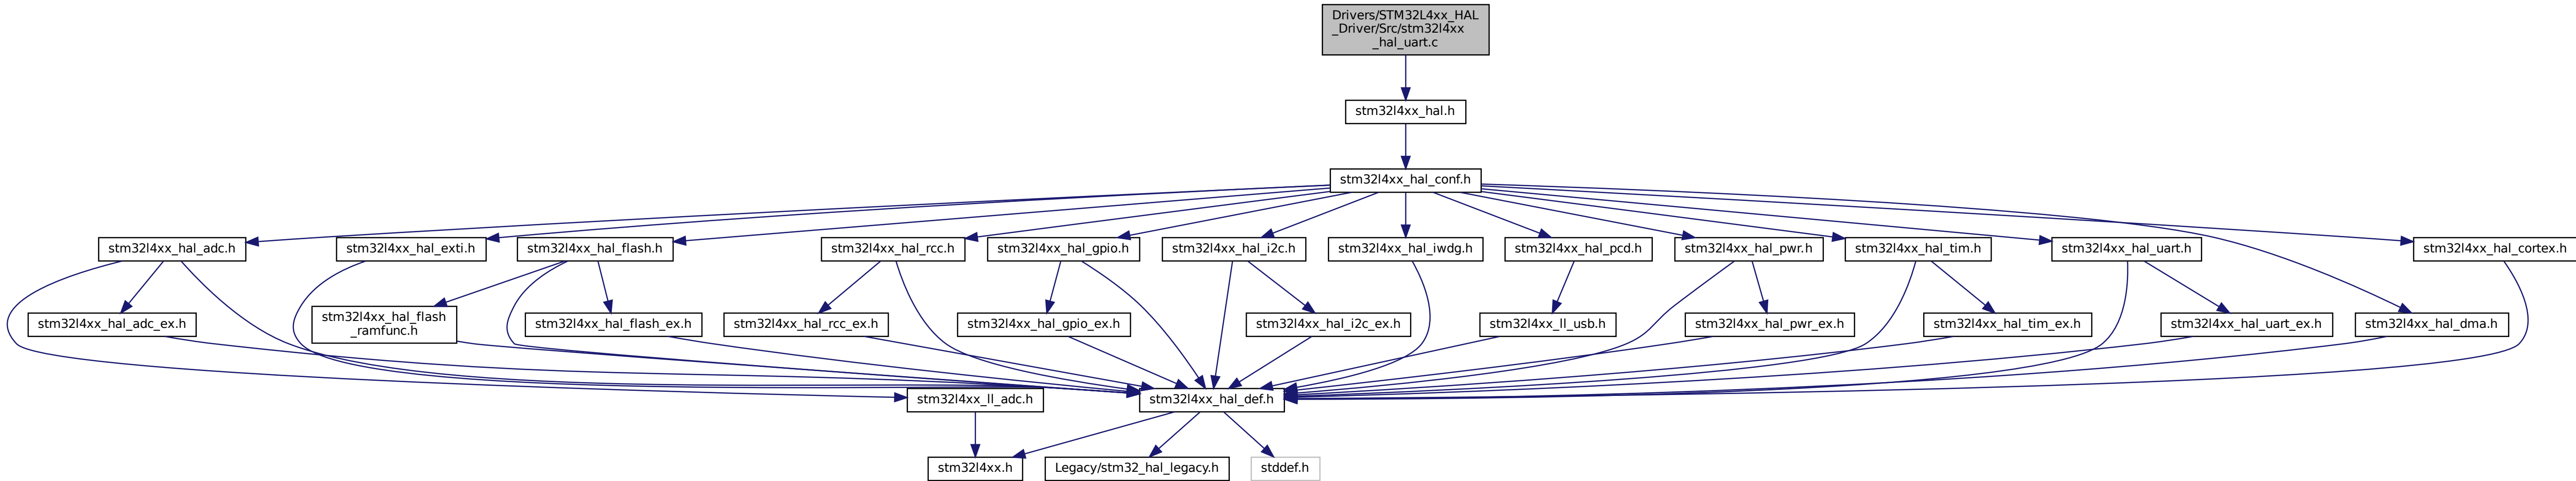 Drivers/STM32L4xx_HAL
_Driver/Src/stm32l4xx
_hal_uart.c
stm32l4xx_hal.h
stm32l4xx_hal_conf.h
stm32l4xx_hal_adc.h
stm32l4xx_hal_exti.h
stm32l4xx_hal_flash.h
stm32l4xx_hal_rcc.h
stm32l4xx_hal_gpio.h
stm32l4xx_hal_i2c.h
stm32l4xx_hal_iwdg.h
stm32l4xx_hal_pcd.h
stm32l4xx_hal_pwr.h
stm32l4xx_hal_tim.h
stm32l4xx_hal_uart.h
stm32l4xx_hal_cortex.h
stm32l4xx_hal_adc_ex.h
stm32l4xx_hal_flash
_ramfunc.h
stm32l4xx_hal_flash_ex.h
stm32l4xx_hal_rcc_ex.h
stm32l4xx_hal_gpio_ex.h
stm32l4xx_hal_i2c_ex.h
stm32l4xx_ll_usb.h
stm32l4xx_hal_pwr_ex.h
stm32l4xx_hal_tim_ex.h
stm32l4xx_hal_uart_ex.h
stm32l4xx_hal_dma.h
stm32l4xx_ll_adc.h
stm32l4xx_hal_def.h
stm32l4xx.h
Legacy/stm32_hal_legacy.h
stddef.h